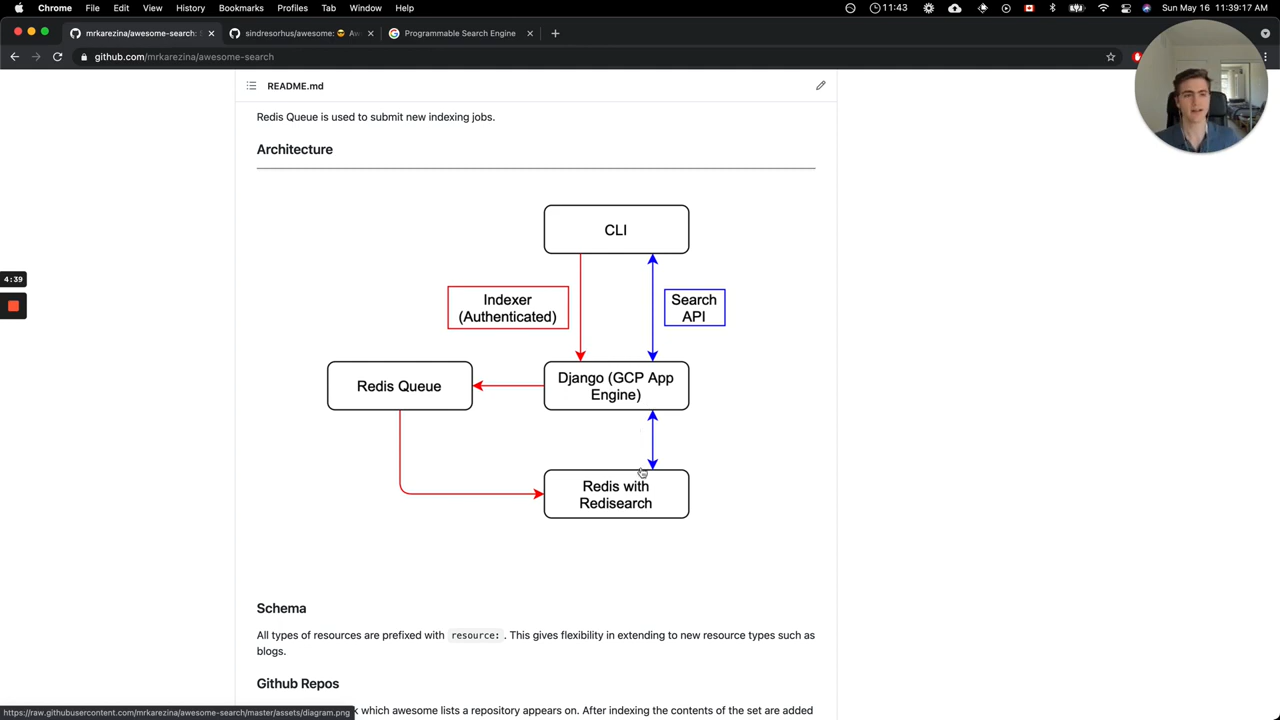 Chrome File Edit View History Bookmarks Profiles Tab Window Help 11:43 Sun May 16 11:39:17 AM
mrkarezina/awesome-search: sindresorhus/awesome: 😎 Aw Programmable Search Engine
github.com/mrkarezina/awesome-search
README.md
Redis Queue is used to submit new indexing jobs.
Architecture
CLI
Indexer
(Authenticated)
Search
API
4:39
Redis Queue
Django (GCP App
Engine)
Redis with
Redisearch
Schema
All types of resources are prefixed with resource: . This gives flexibility in extending to new resource types such as
blogs.
Github Repos
https://raw.githubusercontent.com/mrkarezina/awesome-search/master/assets/diagram.png
k which awesome lists a repository appears on. After indexing the contents of the set are added